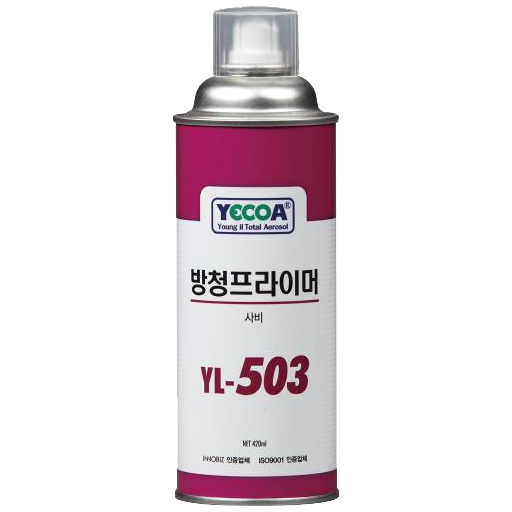 YECOA®
Young il Total Aerosol
방청프라이머
사비
YL-503
NET 420ml
INNOBIZ 인증업체 ISO9001 인증업체